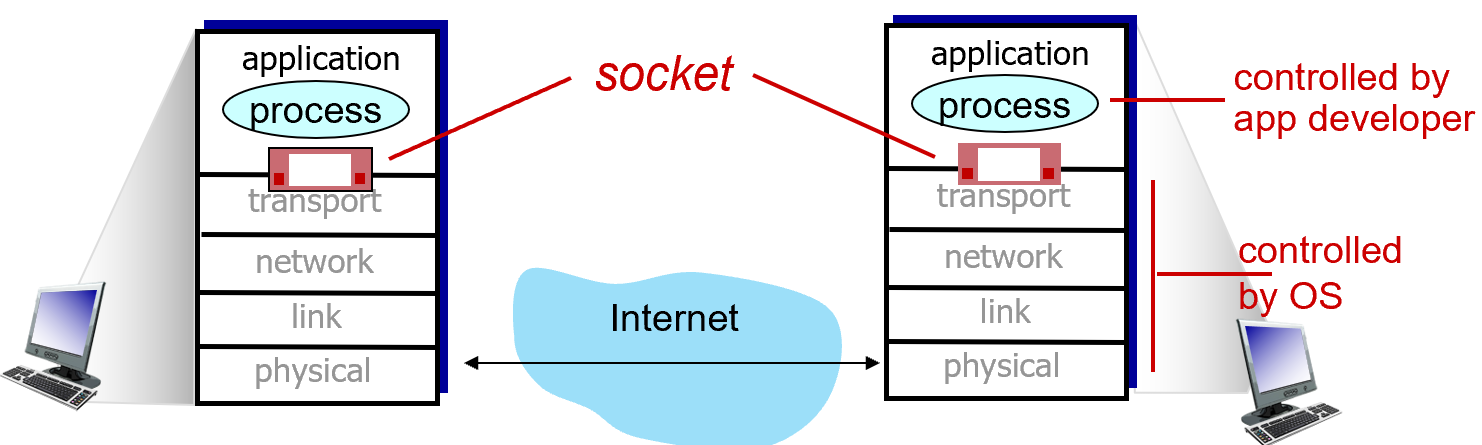 application
process
transport
network
link
physical
socket
Internet
application
process
transport
network
link
physical
controlled by
app developer
controlled
by OS